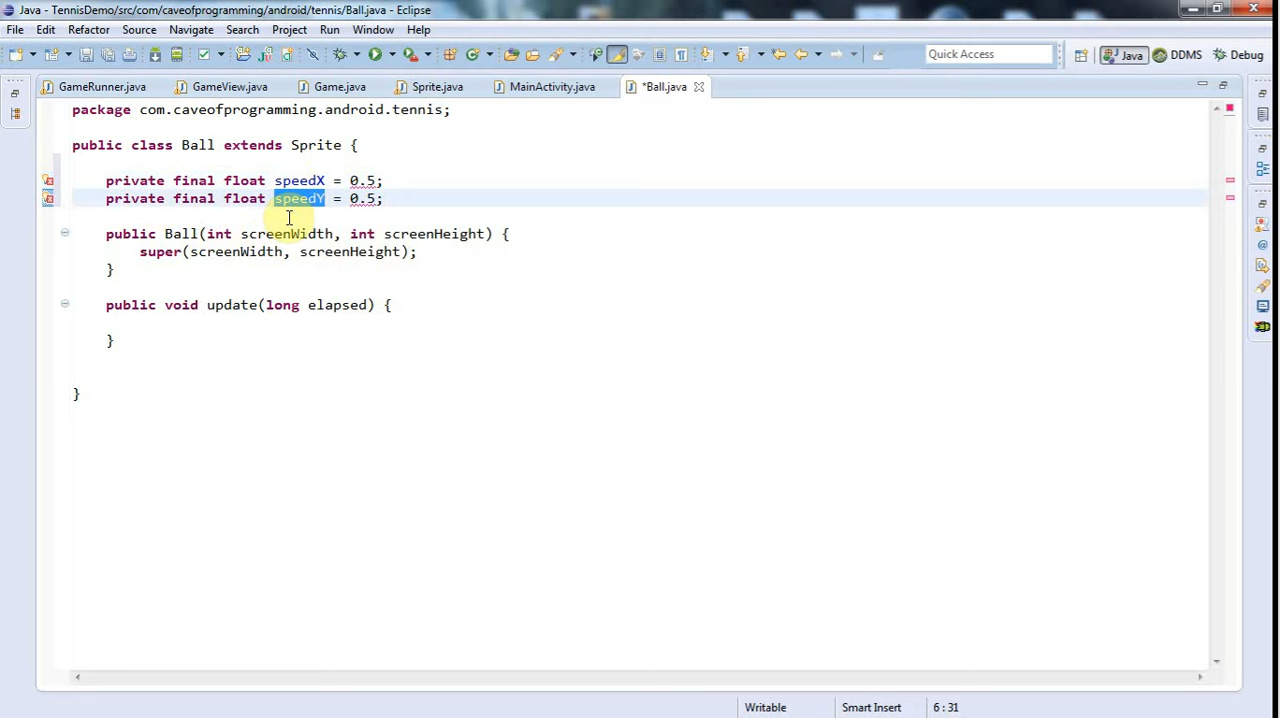 Java - TennisDemo/src/com/caveofprogramming/android/tennis/Ball.java - Eclipse
File Edit Refactor Source Navigate Search Project Run Window Help
Quick Access Java DDMS Debug
GameRunner.java GameView.java Game.java Sprite.java MainActivity.java *Ball.java
package com.caveofprogramming.android.tennis;
public class Ball extends Sprite {
private final float speedX = 0.5;
private final float speedY = 0.5;
public Ball(int screenWidth, int screenHeight) {
super(screenWidth, screenHeight);
}
public void update(long elapsed) {
}
}
Writable Smart Insert 6 : 31